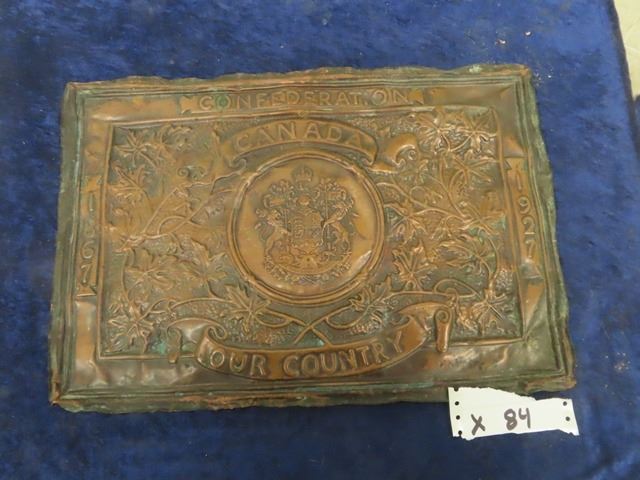 CONFEDERATION
CANADA
1867
1927
OUR COUNTRY
X 84